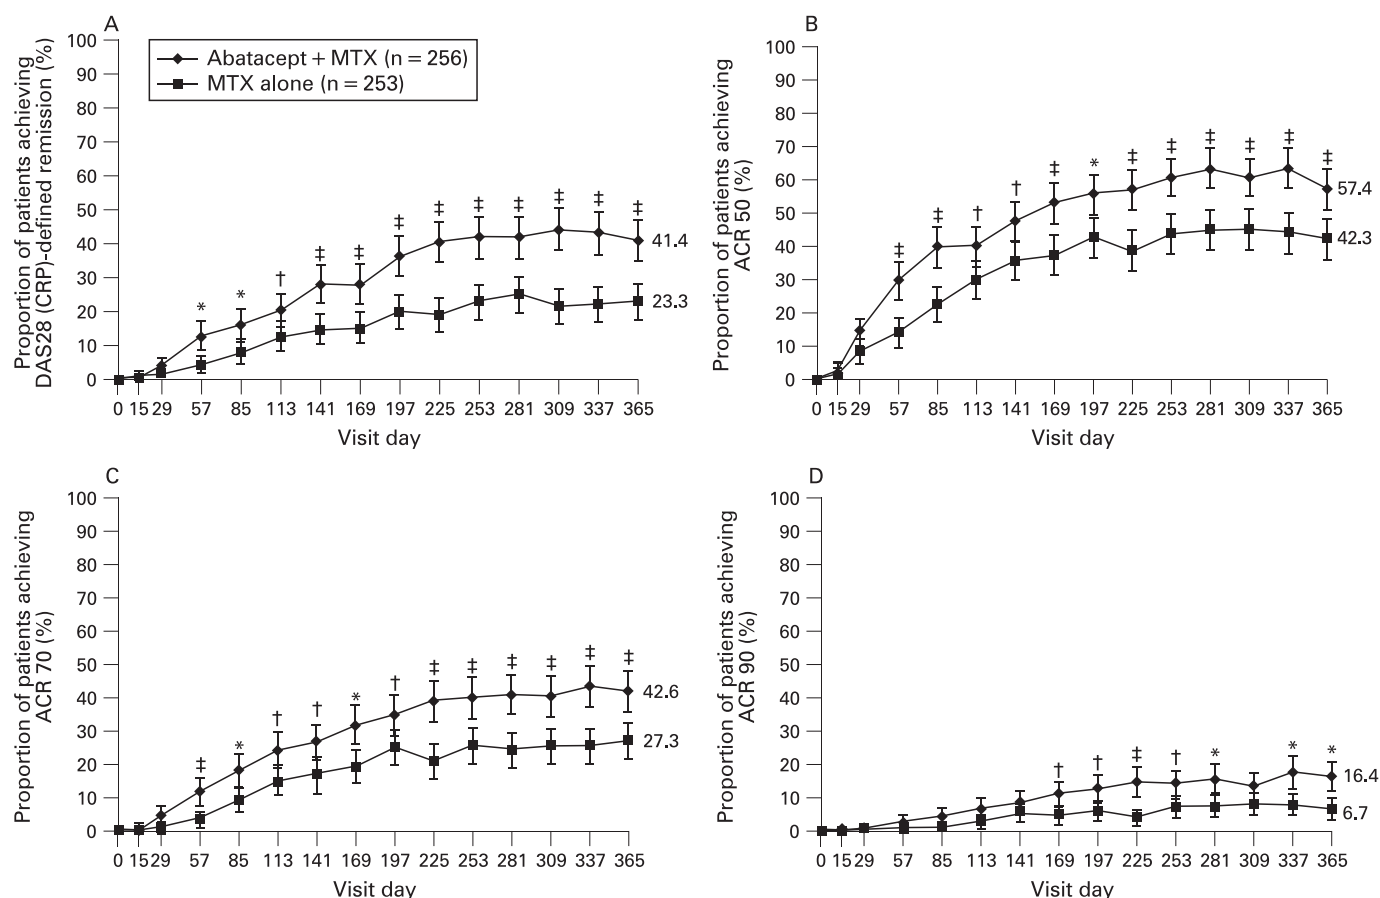 A
Proportion of patients achieving
DAS28 (CRP)-defined remission (%)
100
90
80
70
60
50
40
30
20
10
0
Abatacept + MTX (n = 256)
MTX alone (n = 253)
* * † ‡ ‡ ‡ ‡ ‡ ‡ ‡ ‡ ‡
41.4
23.3
0 15 29 57 85 113 141 169 197 225 253 281 309 337 365
Visit day
B
Proportion of patients achieving
ACR 50 (%)
100
90
80
70
60
50
40
30
20
10
0
‡ ‡ † † ‡ * ‡ ‡ ‡ ‡ ‡ ‡
57.4
42.3
0 15 29 57 85 113 141 169 197 225 253 281 309 337 365
Visit day
C
Proportion of patients achieving
ACR 70 (%)
100
90
80
70
60
50
40
30
20
10
0
‡ * † † * † ‡ ‡ ‡ ‡ ‡ ‡
42.6
27.3
0 15 29 57 85 113 141 169 197 225 253 281 309 337 365
Visit day
D
Proportion of patients achieving
ACR 90 (%)
100
90
80
70
60
50
40
30
20
10
0
† † ‡ † * * *
16.4
6.7
0 15 29 57 85 113 141 169 197 225 253 281 309 337 365
Visit day